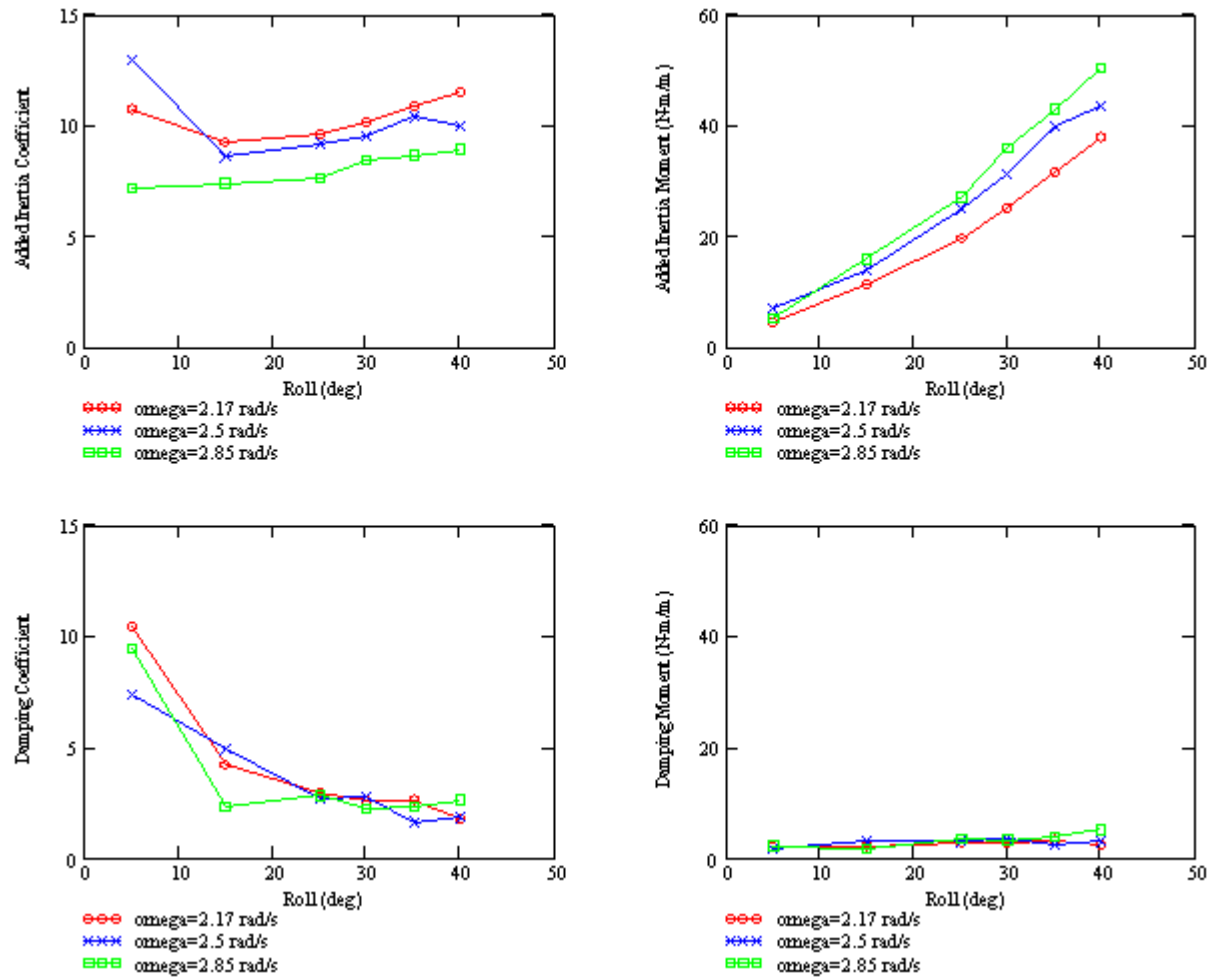 15
10
5
0
Added Inertia Coefficient
0 10 20 30 40 50
Roll (deg)
omega=2.17 rad/s
omega=2.5 rad/s
omega=2.85 rad/s
60
40
20
0
Added Inertia Moment (N-m/m)
0 10 20 30 40 50
Roll (deg)
omega=2.17 rad/s
omega=2.5 rad/s
omega=2.85 rad/s
15
10
5
0
Damping Coefficient
0 10 20 30 40 50
Roll (deg)
omega=2.17 rad/s
omega=2.5 rad/s
omega=2.85 rad/s
60
40
20
0
Damping Moment (N-m/m)
0 10 20 30 40 50
Roll (deg)
omega=2.17 rad/s
omega=2.5 rad/s
omega=2.85 rad/s